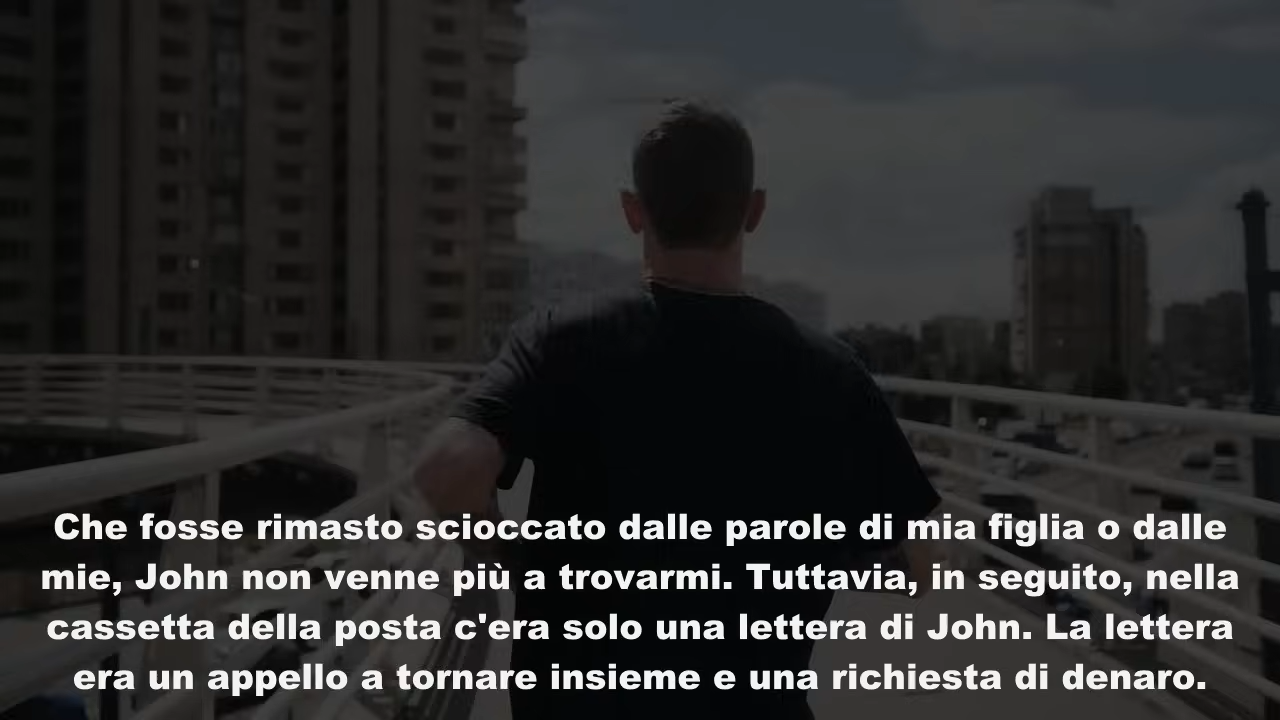 Che fosse rimasto scioccato dalle parole di mia figlia o dalle
mie, John non venne più a trovarmi. Tuttavia, in seguito, nella
cassetta della posta c'era solo una lettera di John. La lettera
era un appello a tornare insieme e una richiesta di denaro.